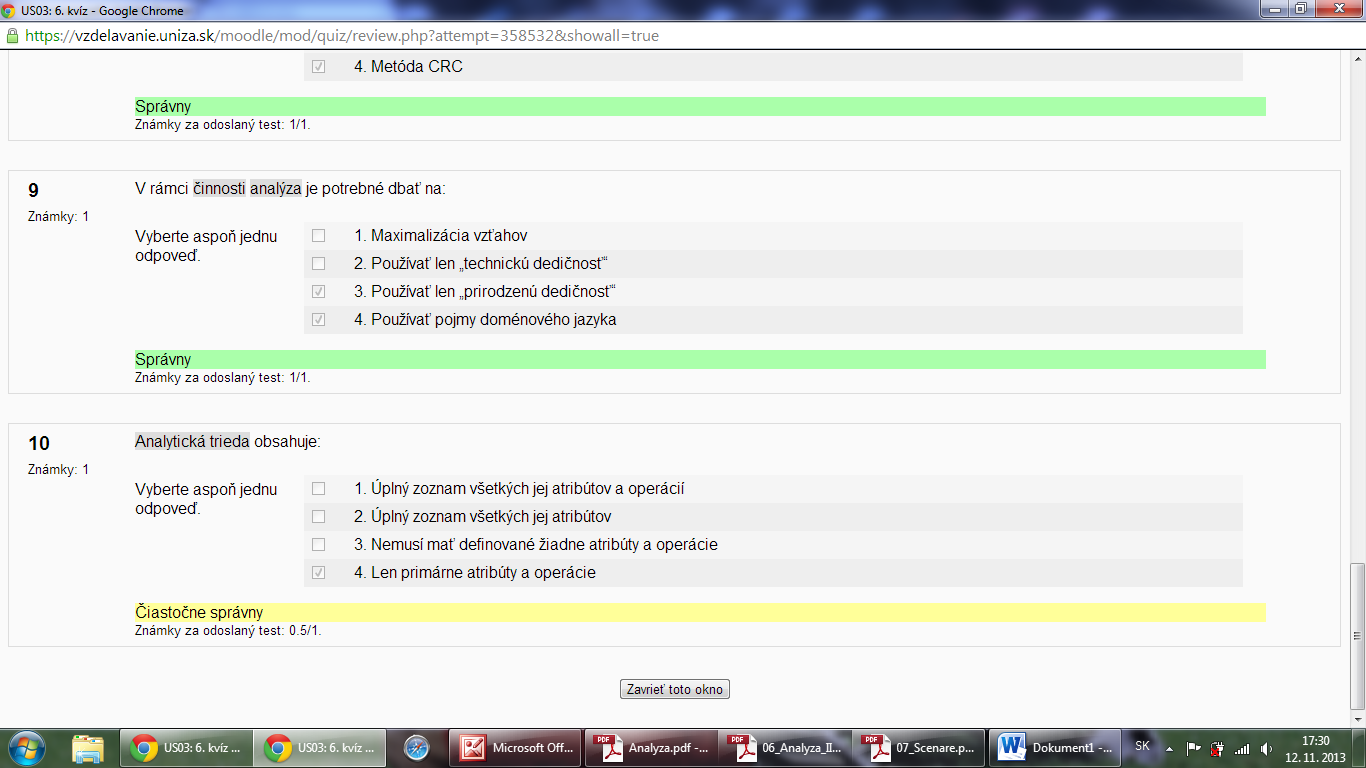 US03: 6. kvíz - Google Chrome
https://vzdelavanie.uniza.sk/moodle/mod/quiz/review.php?attempt=358532&showall=true
4. Metóda CRC
Správny
Známky za odoslaný test: 1/1.
9
V rámci činnosti analýza je potrebné dbať na:
Známky: 1
Vyberte aspoň jednu odpoveď.
1. Maximalizácia vzťahov
2. Používať len „technickú dedičnosť“
3. Používať len „prirodzenú dedičnosť“
4. Používať pojmy doménového jazyka
Správny
Známky za odoslaný test: 1/1.
10
Analytická trieda obsahuje:
Známky: 1
Vyberte aspoň jednu odpoveď.
1. Úplný zoznam všetkých jej atribútov a operácií
2. Úplný zoznam všetkých jej atribútov
3. Nemusí mať definované žiadne atribúty a operácie
4. Len primárne atribúty a operácie
Čiastočne správny
Známky za odoslaný test: 0.5/1.
Zavrieť toto okno
US03: 6. kvíz ...
US03: 6. kvíz ...
Microsoft Off...
Analyza.pdf -...
06_Analyza_II...
07_Scenare.p...
Dokument1 -...
SK
17:30
12. 11. 2013